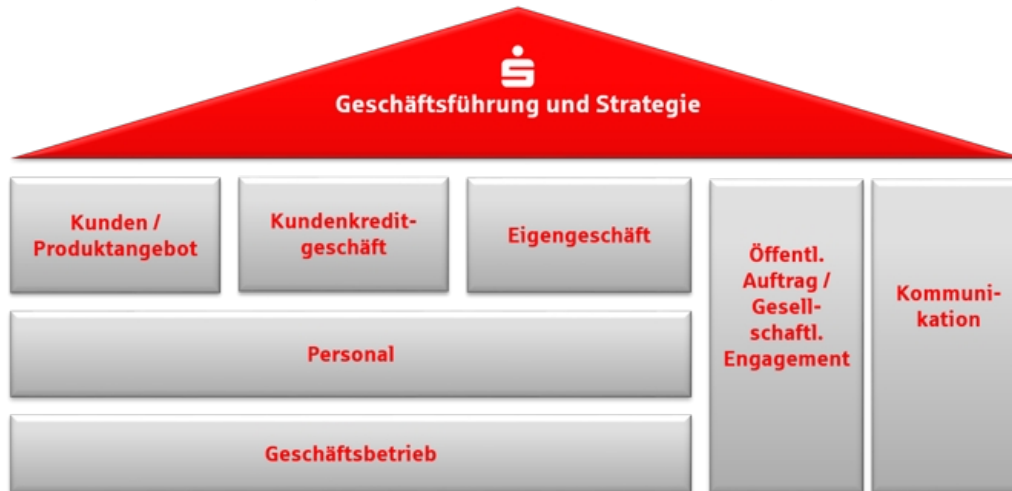 Geschäftsführung und Strategie
Kunden /
Produktangebot
Kundenkredit-
geschäft
Eigengeschäft
Öffentl.
Auftrag /
Gesell-
schaftl.
Engagement
Kommuni-
kation
Personal
Geschäftsbetrieb